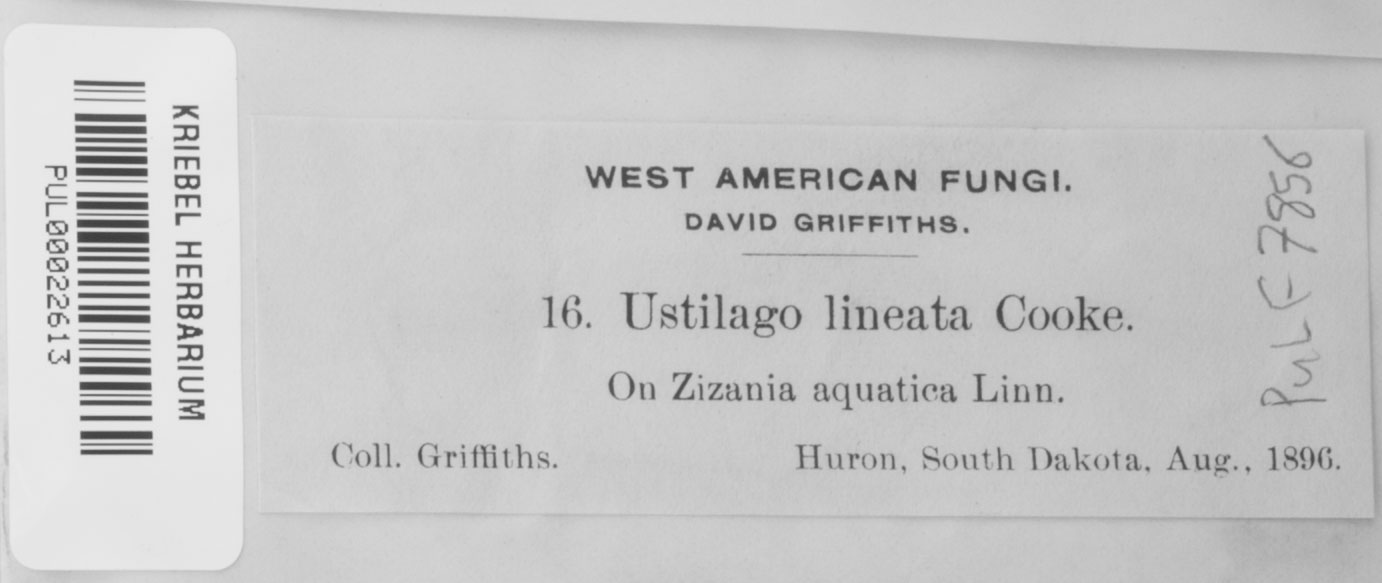 KRIEBEL HERBARIUM
PUL00022613
WEST AMERICAN FUNGI.
DAVID GRIFFITHS.
16. Ustilago lineata Cooke.
On Zizania aquatica Linn.
Coll. Griffiths. Huron, South Dakota, Aug., 1896.
PUL F 7856